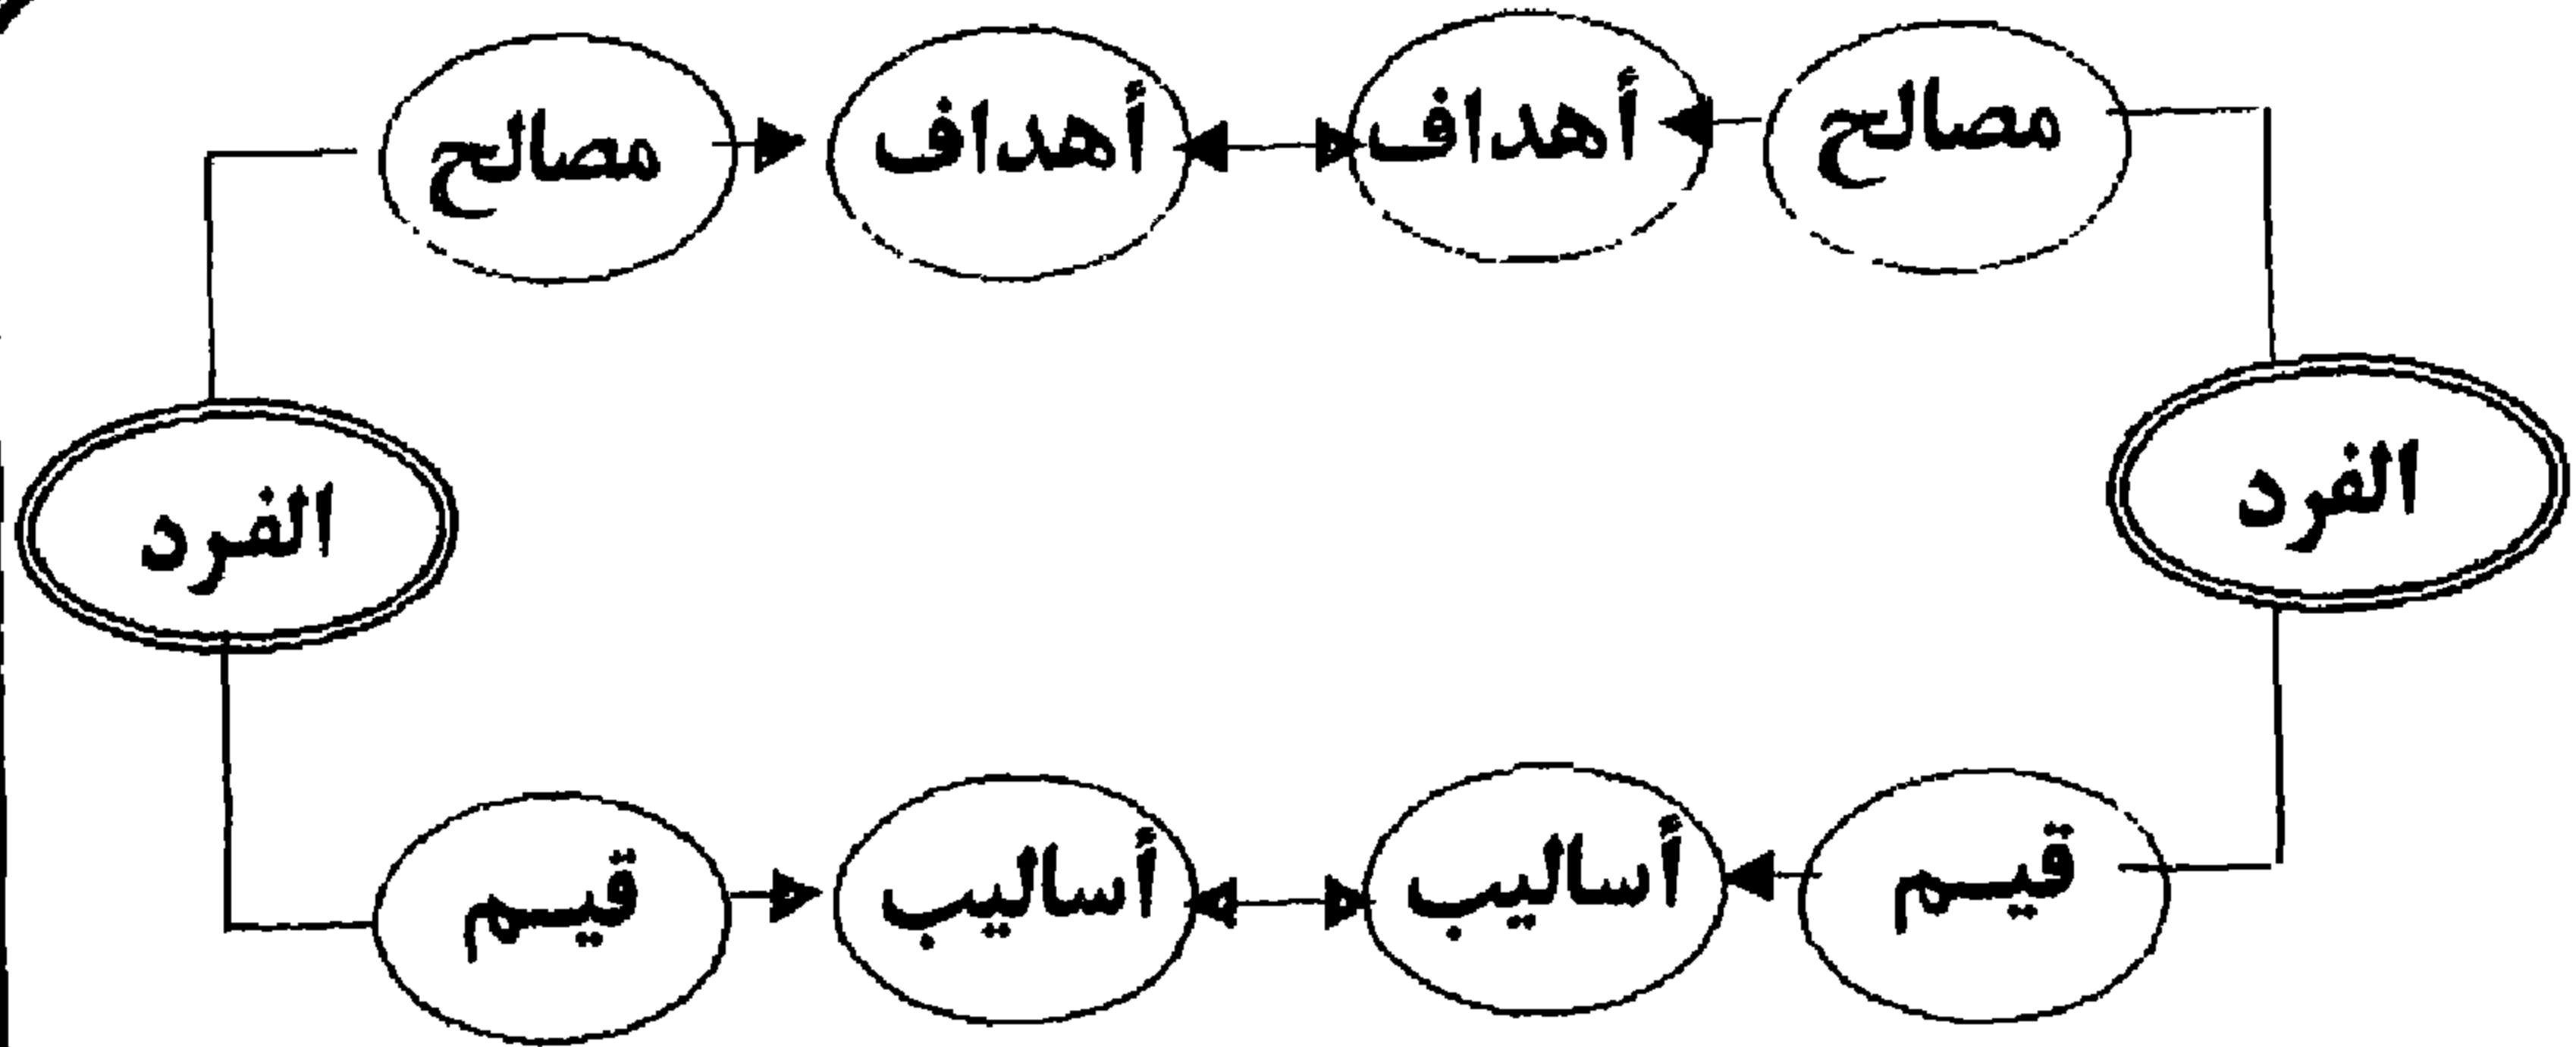 مصالح أهداف أهداف مصالح
الفرد الفرد
قيم أساليب أساليب قيم